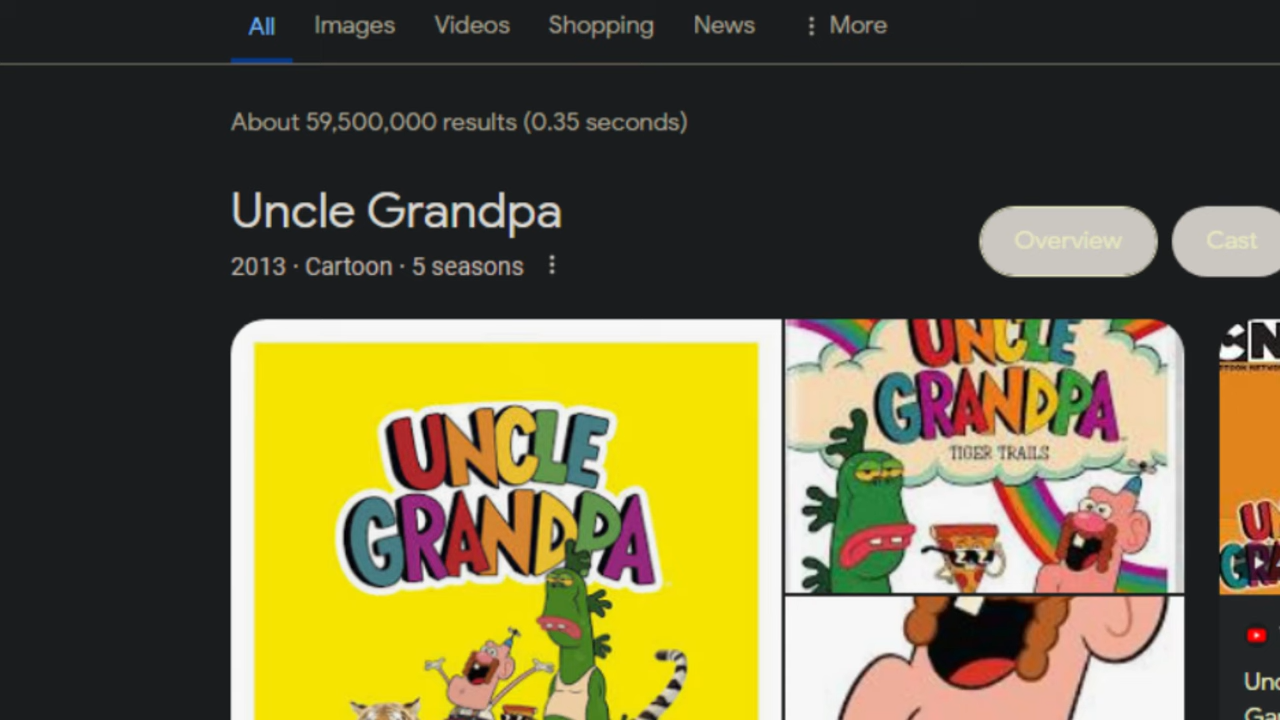 All Images Videos Shopping News More
About 59,500,000 results (0.35 seconds)
Uncle Grandpa
2013 · Cartoon · 5 seasons
Overview Cast
UNCLE
GRANDPA
UNCLE
GRANDPA
TIGER TRAILS